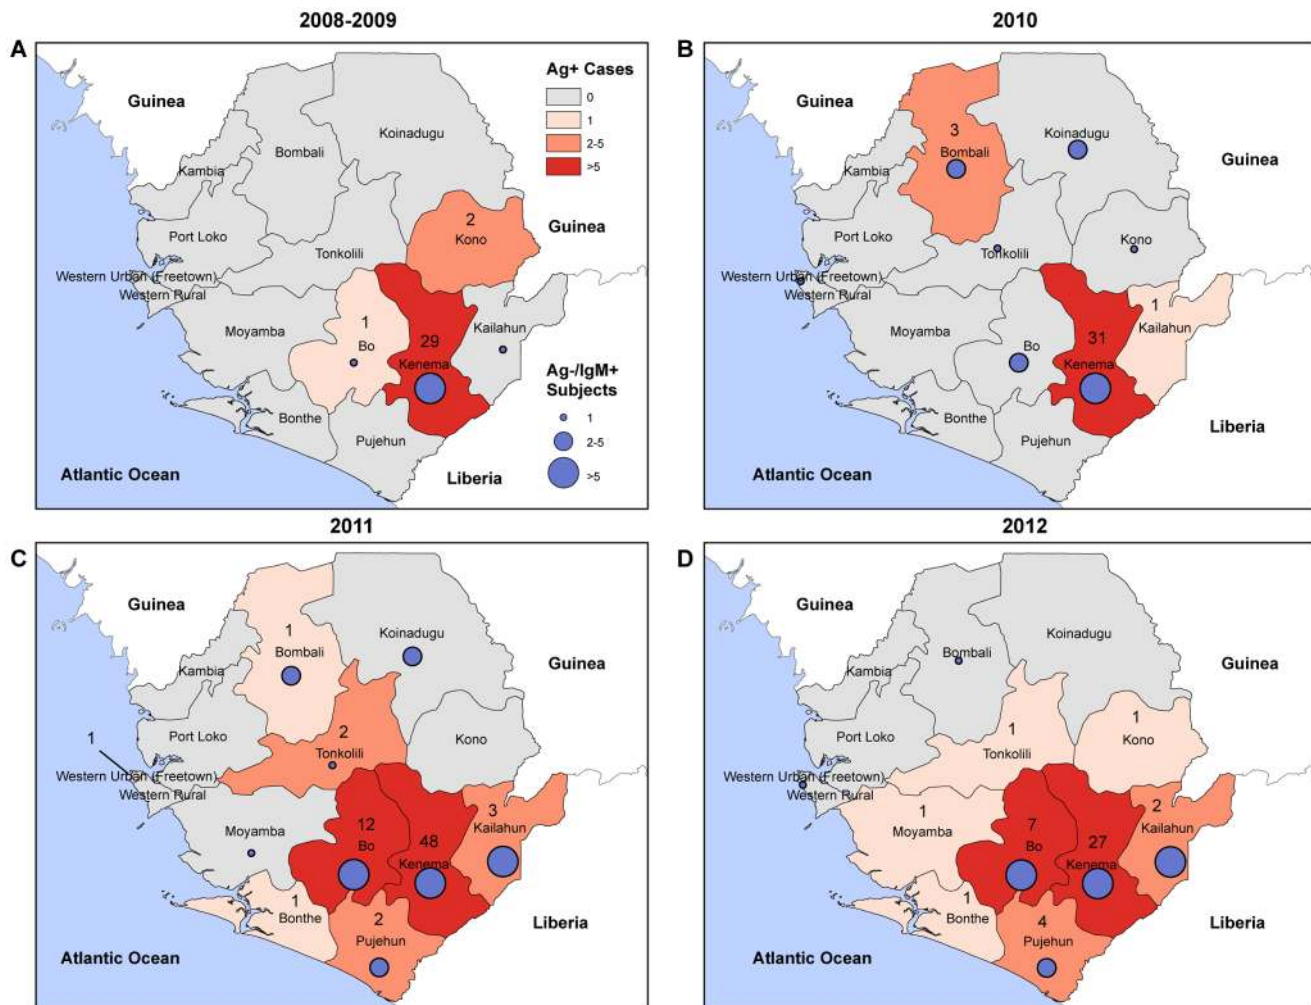 2008-2009
A
Guinea
Ag+ Cases
0
1
2-5
>5
Koinadugu
Bombali
Kambia
2
Kono
Guinea
Port Loko
Tonkolili
Western Urban (Freetown)
Western Rural
Moyamba
1
Bo
29
Kenema
Kailahun
Ag-/IgM+
Subjects
1
2-5
>5
Bonthe
Pujehun
Atlantic Ocean
Liberia
2010
B
Guinea
3
Bombali
Koinadugu
Guinea
Kambia
Port Loko
Tonkolili
Kono
Western Urban (Freetown)
Western Rural
Moyamba
Bo
31
Kenema
1
Kailahun
Bonthe
Pujehun
Liberia
Atlantic Ocean
2011
C
Guinea
1
Bombali
Koinadugu
Guinea
Kambia
1
Port Loko
2
Tonkolili
Kono
Western Urban (Freetown)
Western Rural
Moyamba
12
Bo
48
Kenema
3
Kailahun
1
Bonthe
2
Pujehun
Liberia
Atlantic Ocean
2012
D
Guinea
Bombali
Koinadugu
Guinea
Kambia
Port Loko
1
Tonkolili
1
Kono
Western Urban (Freetown)
Western Rural
1
Moyamba
7
Bo
27
Kenema
2
Kailahun
1
Bonthe
4
Pujehun
Liberia
Atlantic Ocean